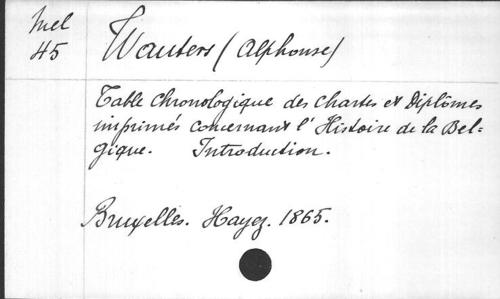 Mel
45
Wauters (Alphonse)
Table chronologique des chartes et Diplômes
imprimés concernant l'Histoire de la Bel-
gique. Introduction.
Bruxelles. Hayez. 1865.